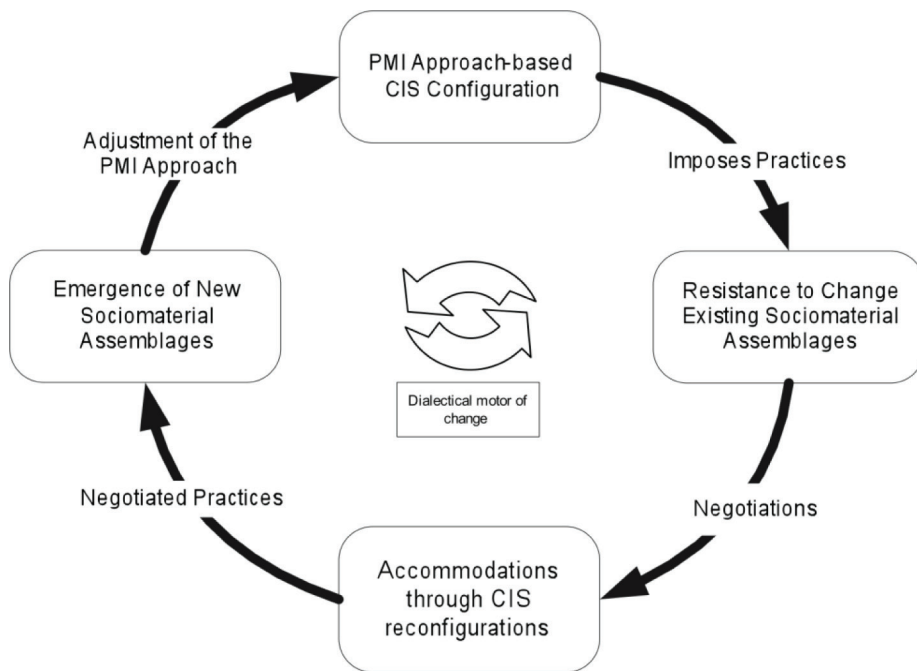 PMI Approach-based
CIS Configuration
Imposes Practices
Resistance to Change
Existing Sociomaterial
Assemblages
Negotiations
Accommodations
through CIS
reconfigurations
Negotiated Practices
Emergence of New
Sociomaterial
Assemblages
Adjustment of the
PMI Approach
Dialectical motor of
change